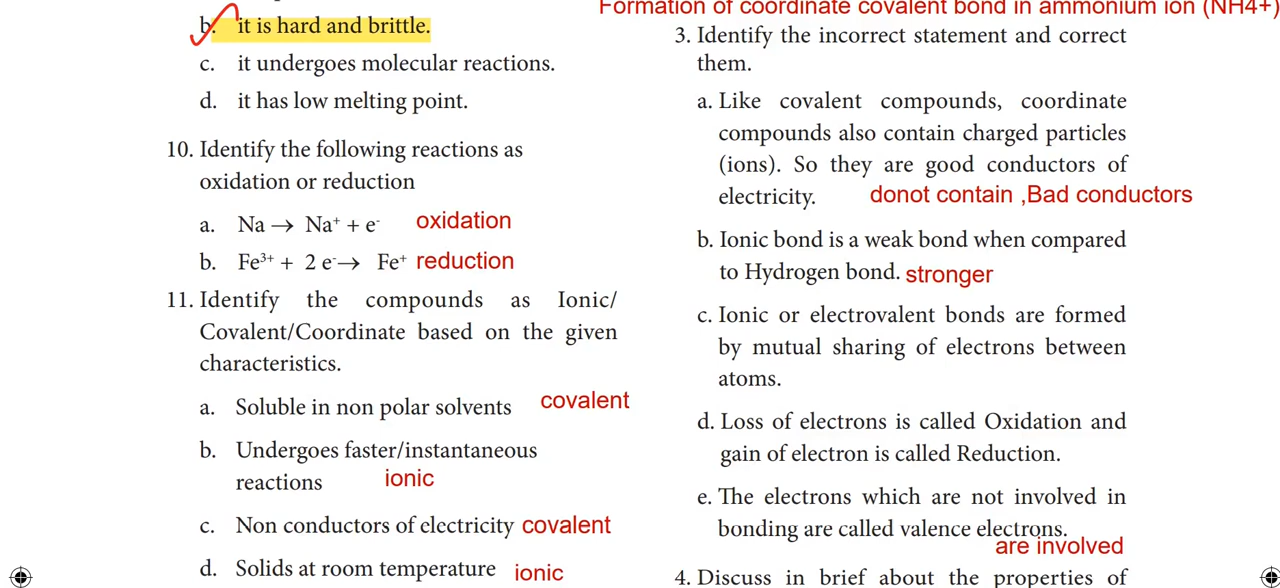 b. it is hard and brittle.
c. it undergoes molecular reactions.
d. it has low melting point.
10. Identify the following reactions as
oxidation or reduction
a. Na → Na⁺ + e⁻ oxidation
b. Fe³⁺ + 2 e⁻→ Fe⁺ reduction
11. Identify the compounds as Ionic/
Covalent/Coordinate based on the given
characteristics.
a. Soluble in non polar solvents covalent
b. Undergoes faster/instantaneous
reactions ionic
c. Non conductors of electricity covalent
d. Solids at room temperature ionic
Formation of coordinate covalent bond in ammonium ion (NH4+)
3. Identify the incorrect statement and correct
them.
a. Like covalent compounds, coordinate
compounds also contain charged particles
(ions). So they are good conductors of
electricity. donot contain ,Bad conductors
b. Ionic bond is a weak bond when compared
to Hydrogen bond. stronger
c. Ionic or electrovalent bonds are formed
by mutual sharing of electrons between
atoms.
d. Loss of electrons is called Oxidation and
gain of electron is called Reduction.
e. The electrons which are not involved in
bonding are called valence electrons.
are involved
4. Discuss in brief about the properties of